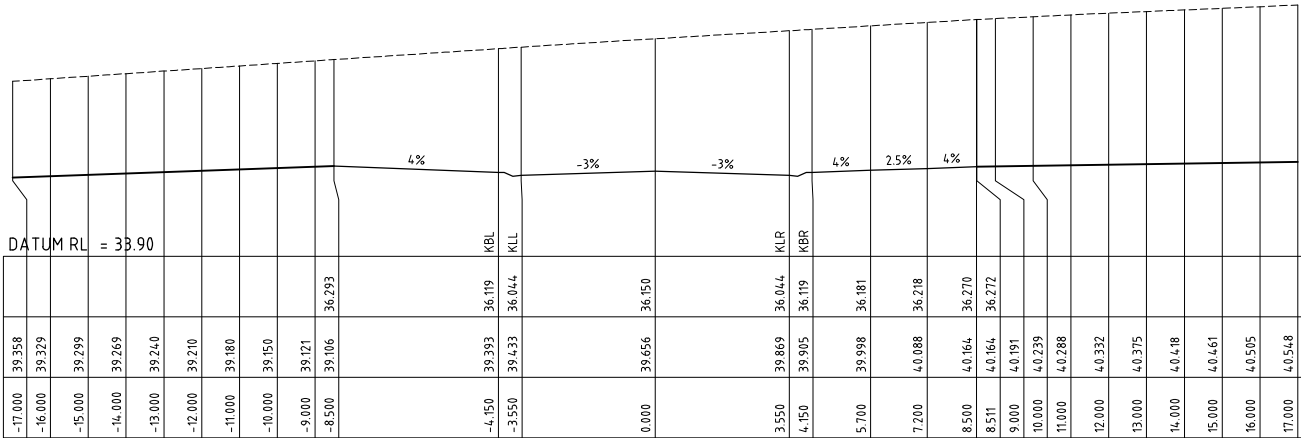 4% -3% -3% 4% 2.5% 4%
DATUM RL = 33.90
KBL KLL KLR KBR
36.293 36.119 36.044 36.150 36.044 36.119 36.181 36.218 36.270 36.272
39.358 39.329 39.299 39.269 39.240 39.210 39.180 39.150 39.121 39.106 39.393 39.433 39.656 39.869 39.905 39.998 40.088 40.164 40.164 40.191 40.239 40.288 40.332 40.375 40.418 40.461 40.505 40.548
-17.000 -16.000 -15.000 -14.000 -13.000 -12.000 -11.000 -10.000 -9.000 -8.500 -4.150 -3.550 0.000 3.550 4.150 5.700 7.200 8.500 8.511 9.000 10.000 11.000 12.000 13.000 14.000 15.000 16.000 17.000